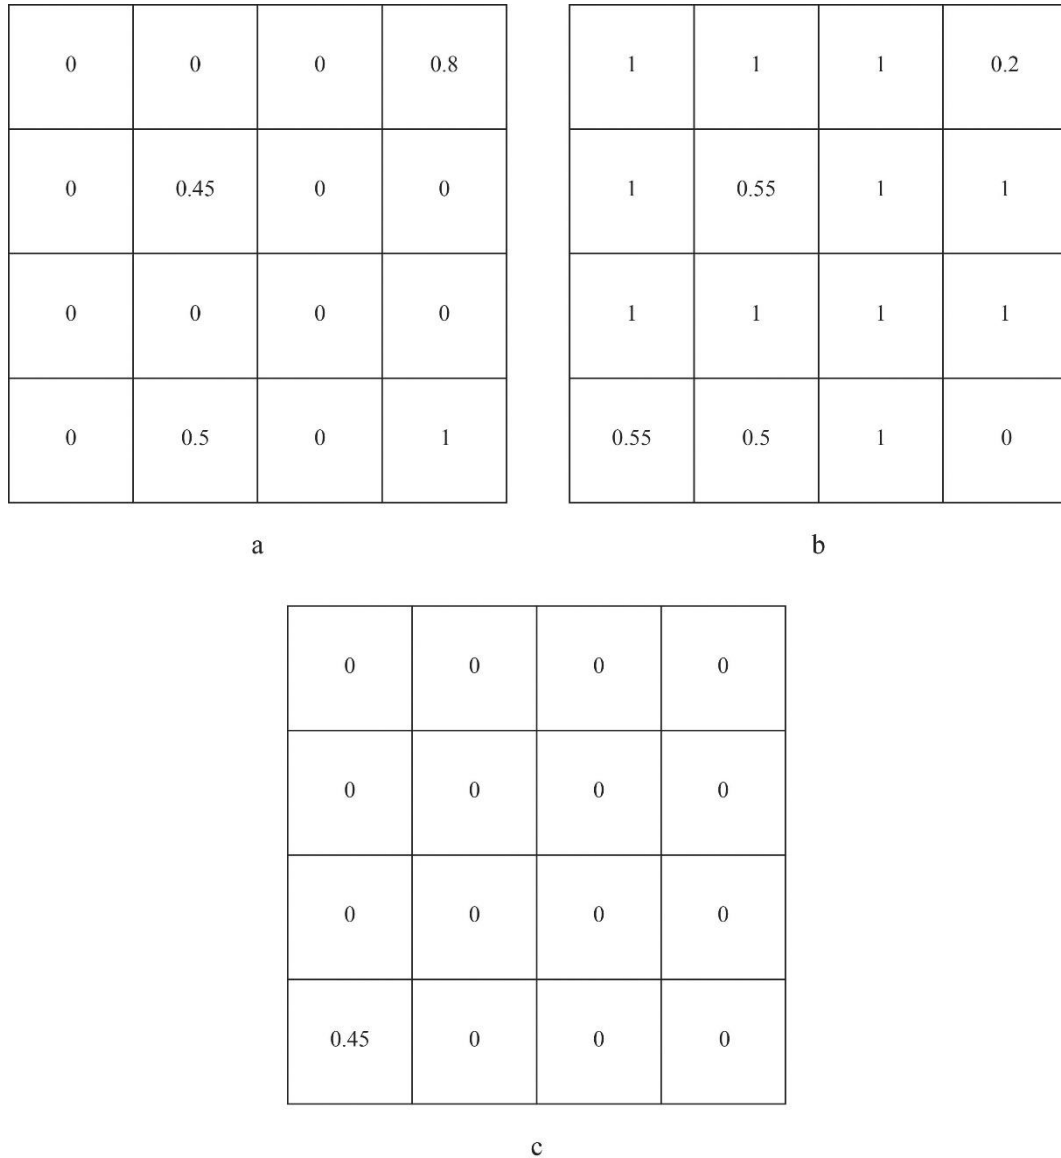 0 0 0 0.8 1 1 1 0.2
0 0.45 0 0 1 0.55 1 1
0 0 0 0 1 1 1 1
0 0.5 0 1 0.55 0.5 1 0
a b
0 0 0 0
0 0 0 0
0 0 0 0
0.45 0 0 0
c